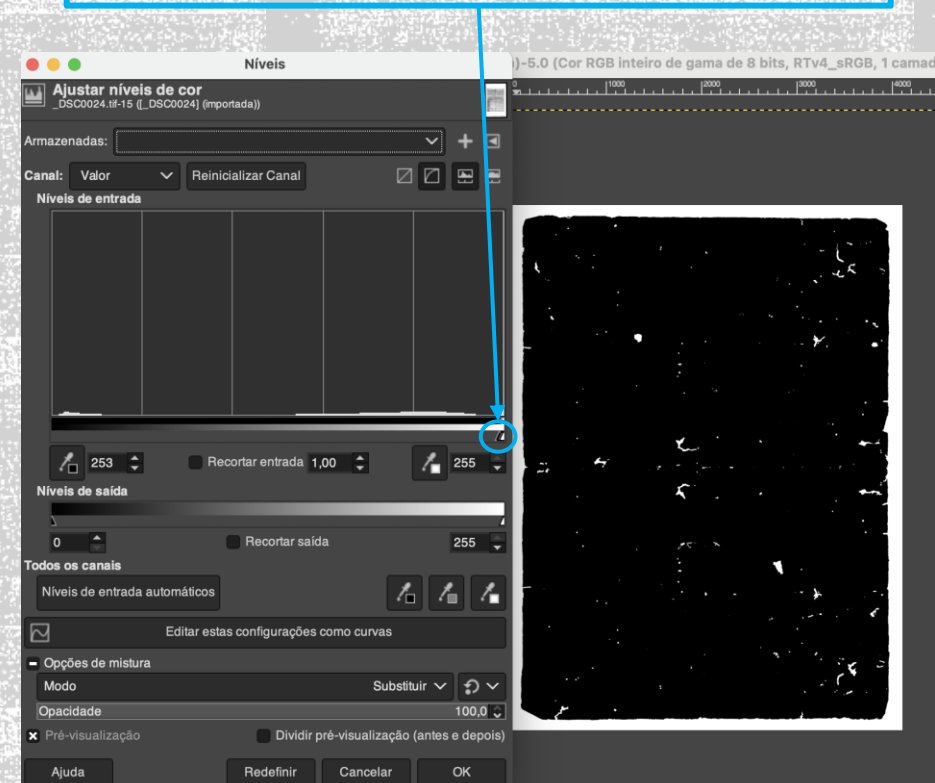 Níveis
)-5.0 (Cor RGB inteiro de gama de 8 bits, RTv4_sRGB, 1 camad
Ajustar níveis de cor
_DSC0024.tif-15 ([_DSC0024] (importada))
0 1000 2000 3000 4000
Armazenadas:
Canal: Valor Reinicializar Canal
Níveis de entrada
253 Recortar entrada 1,00 255
Níveis de saída
0 Recortar saída 255
Todos os canais
Níveis de entrada automáticos
Editar estas configurações como curvas
Opções de mistura
Modo Substituir
Opacidade 100,0
Pré-visualização Dividir pré-visualização (antes e depois)
Ajuda Redefinir Cancelar OK